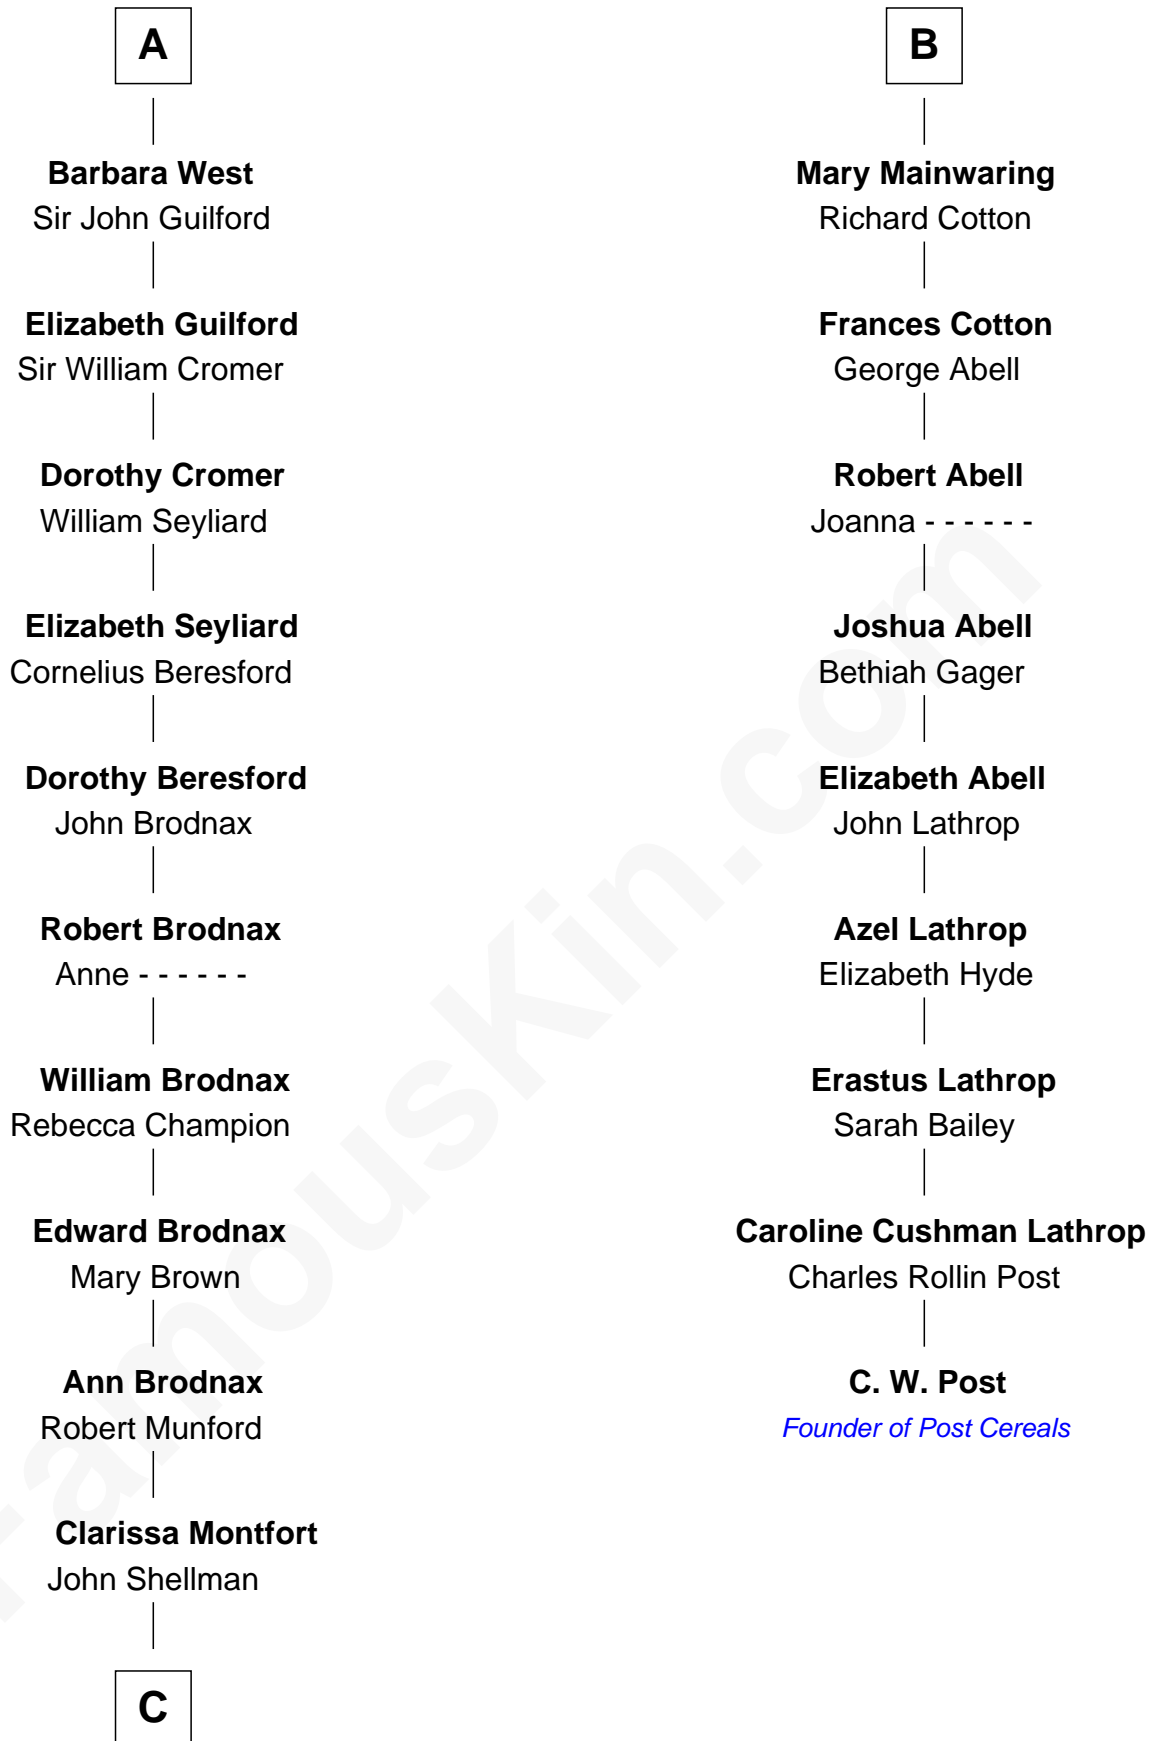 A
Barbara West
Sir John Guilford
Elizabeth Guilford
Sir William Cromer
Dorothy Cromer
William Seyliard
Elizabeth Seyliard
Cornelius Beresford
Dorothy Beresford
John Brodnax
Robert Brodnax
Anne - - - - - -
William Brodnax
Rebecca Champion
Edward Brodnax
Mary Brown
Ann Brodnax
Robert Munford
Clarissa Montfort
John Shellman
C
B
Mary Mainwaring
Richard Cotton
Frances Cotton
George Abell
Robert Abell
Joanna - - - - - -
Joshua Abell
Bethiah Gager
Elizabeth Abell
John Lathrop
Azel Lathrop
Elizabeth Hyde
Erastus Lathrop
Sarah Bailey
Caroline Cushman Lathrop
Charles Rollin Post
C. W. Post
Founder of Post Cereals
FamousKin.com